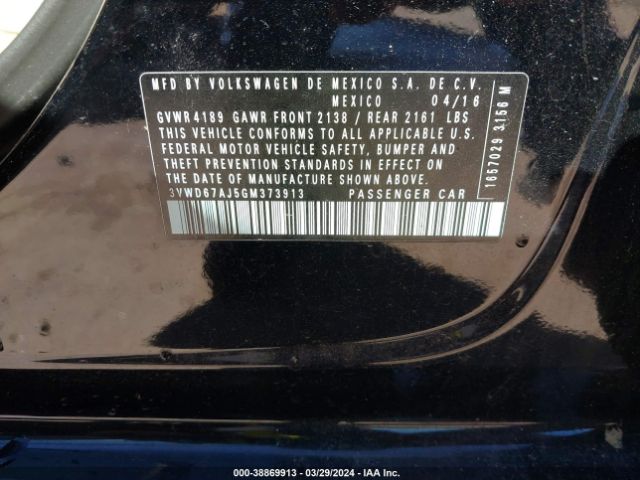 MFD BY VOLKSWAGEN DE MEXICO S.A. DE C.V.
MEXICO 04/16
GVWR 4189 GAWR FRONT 2138 / REAR 2161 LBS
THIS VEHICLE CONFORMS TO ALL APPLICABLE U.S.
FEDERAL MOTOR VEHICLE SAFETY, BUMPER AND
THEFT PREVENTION STANDARDS IN EFFECT ON
THE DATE OF MANUFACTURE SHOWN ABOVE.
3VWD67AJ5GM373913 PASSENGER CAR
1657029 3156 M
000-38869913 - 03/29/2024 - IAA Inc.